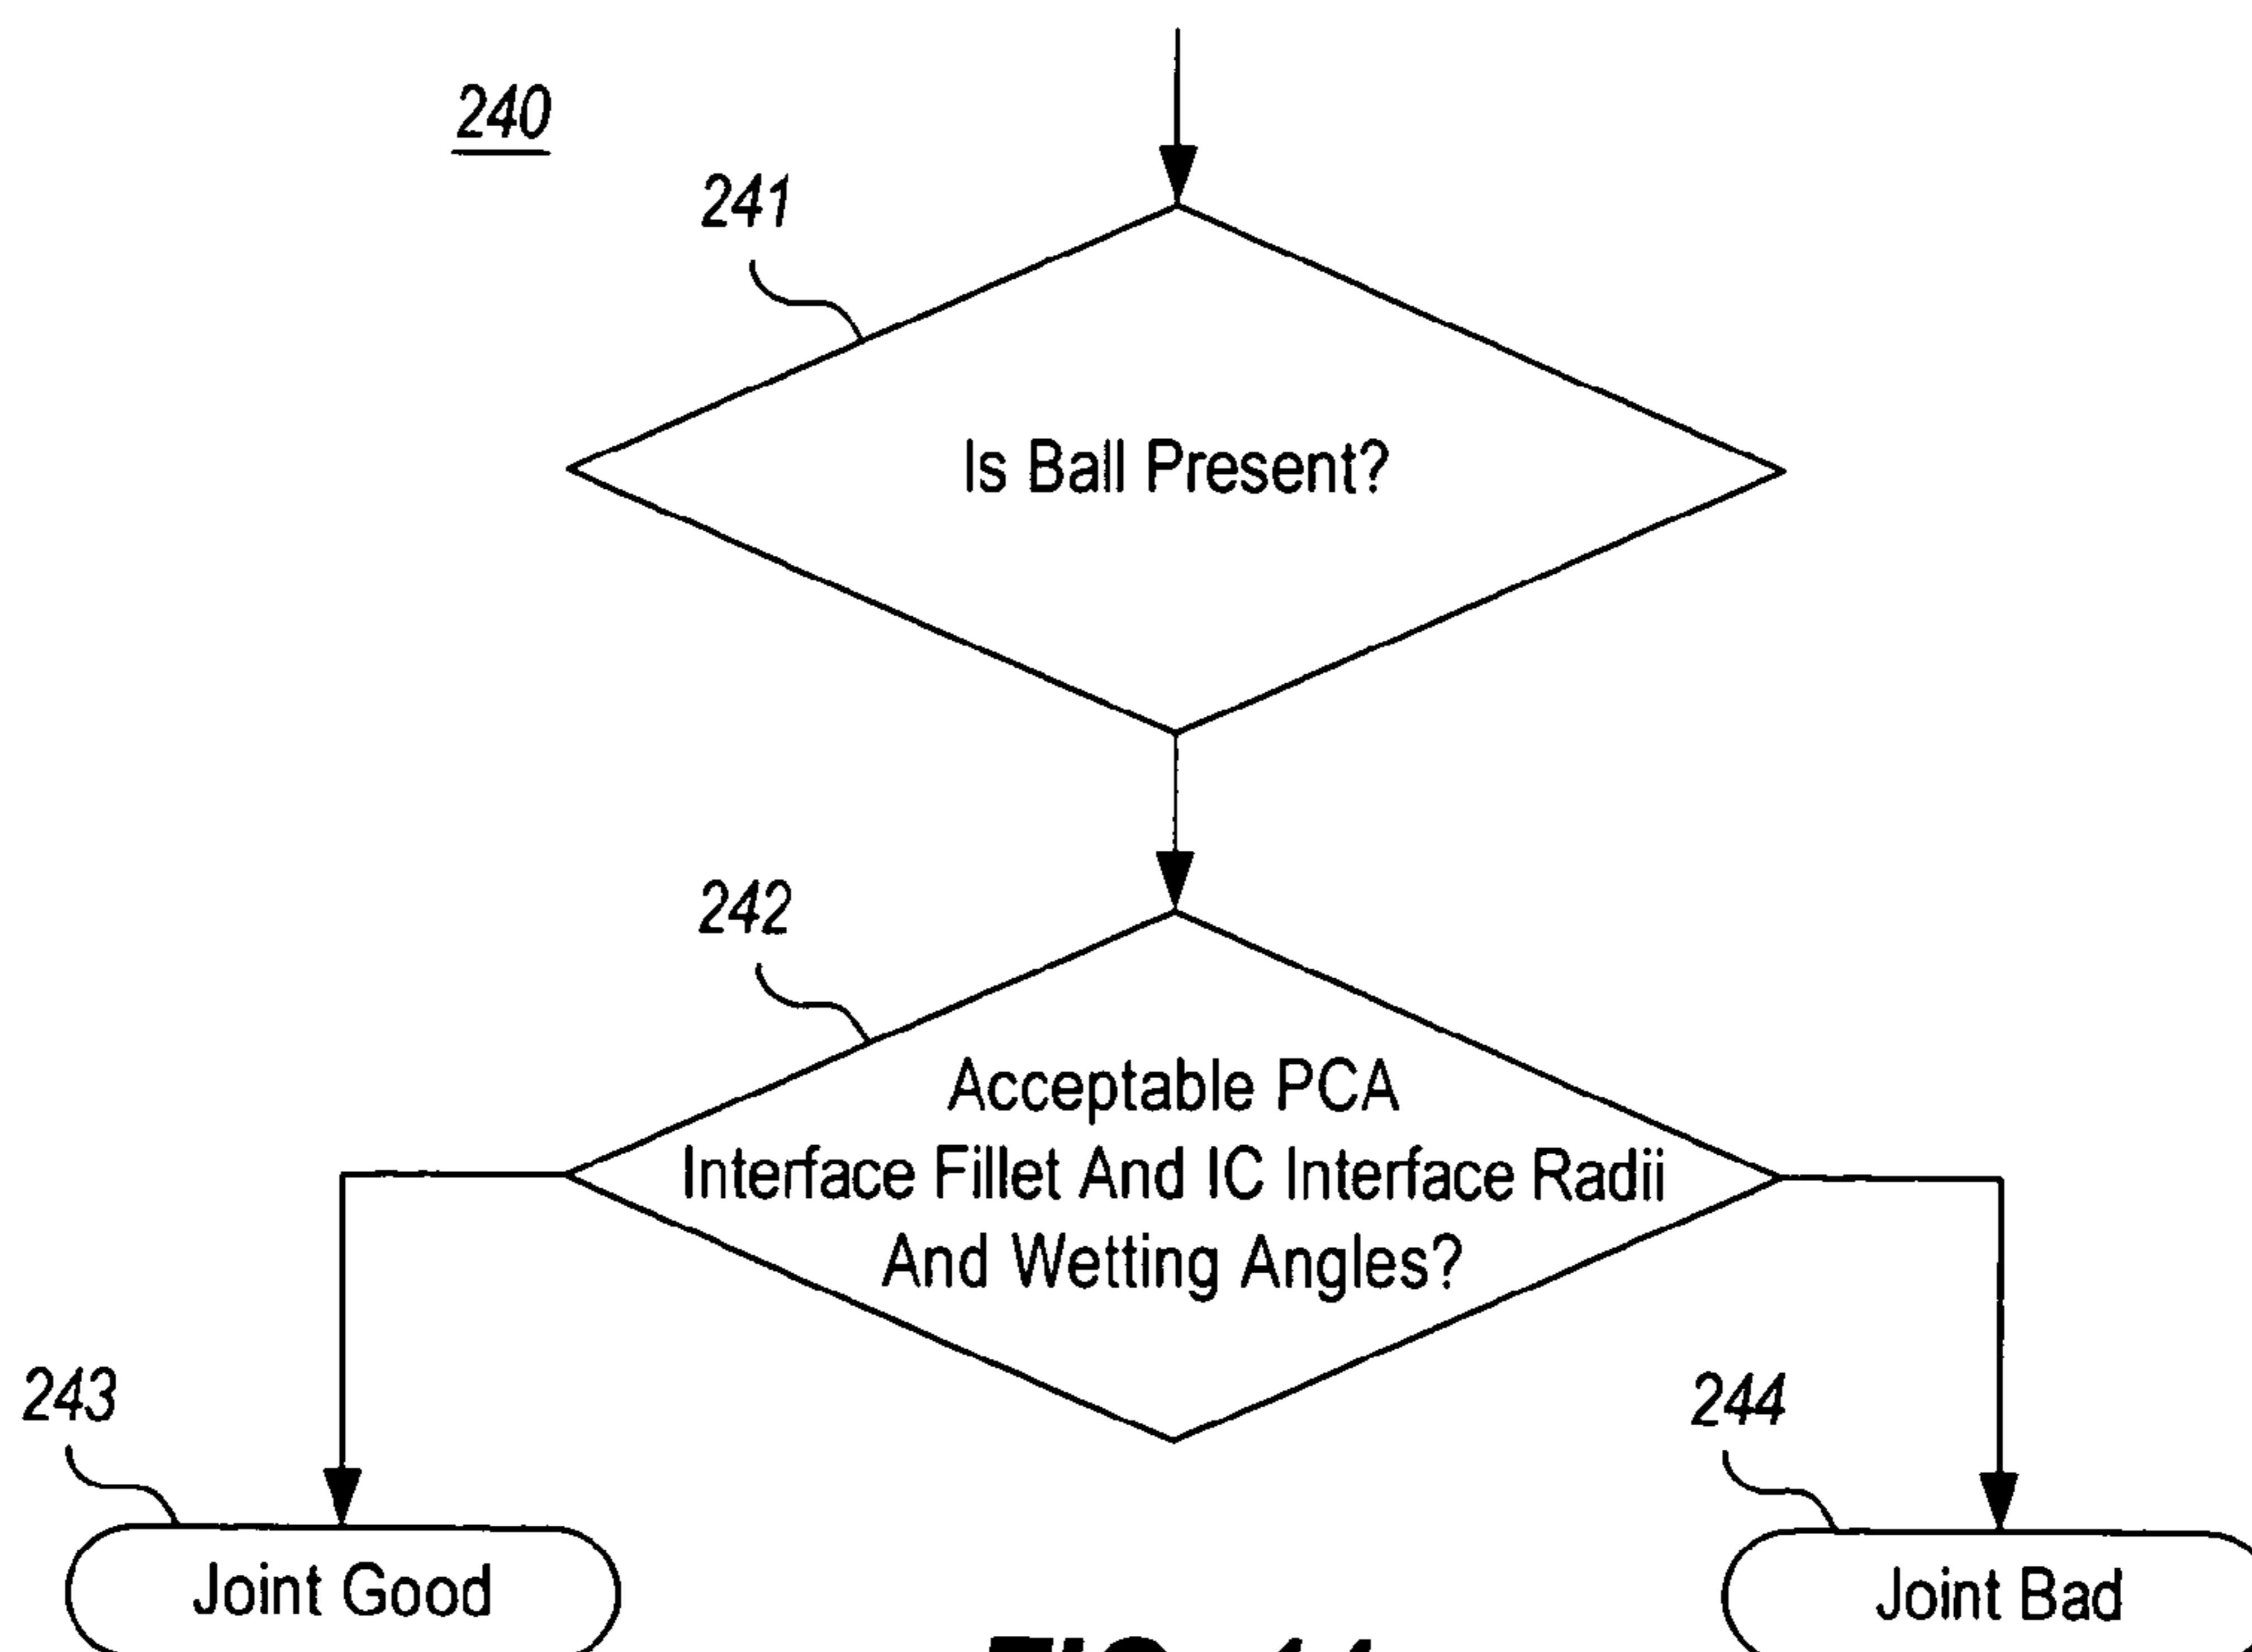 240
241
Is Ball Present?
242
Acceptable PCA
Interface Fillet And IC Interface Radii
And Wetting Angles?
243
244
Joint Good
Joint Bad